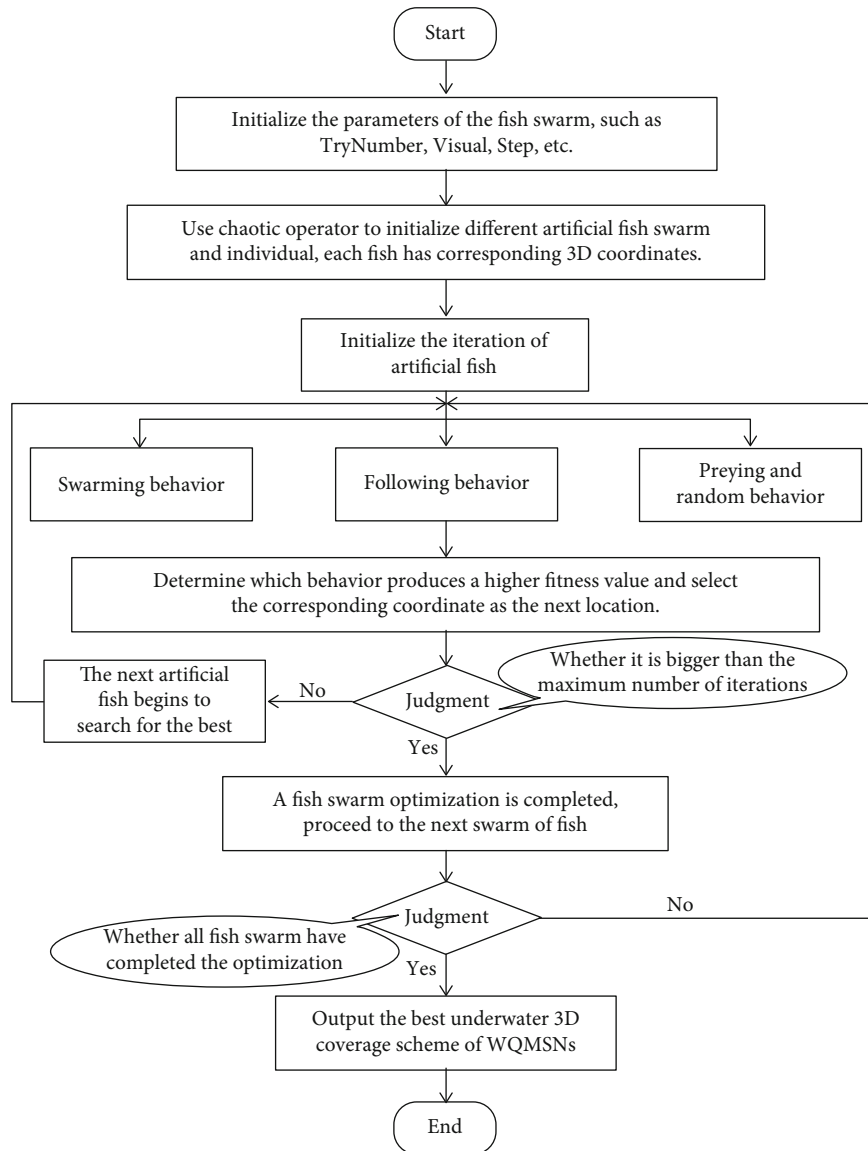 Start
Initialize the parameters of the fish swarm, such as
TryNumber, Visual, Step, etc.
Use chaotic operator to initialize different artificial fish swarm
and individual, each fish has corresponding 3D coordinates.
Initialize the iteration of
artificial fish
Swarming behavior
Following behavior
Preying and
random behavior
Determine which behavior produces a higher fitness value and select
the corresponding coordinate as the next location.
The next artificial
fish begins to
search for the best
No
Judgment
Whether it is bigger than the
maximum number of iterations
Yes
A fish swarm optimization is completed,
proceed to the next swarm of fish
Judgment
No
Whether all fish swarm have
completed the optimization
Yes
Output the best underwater 3D
coverage scheme of WQMSNs
End